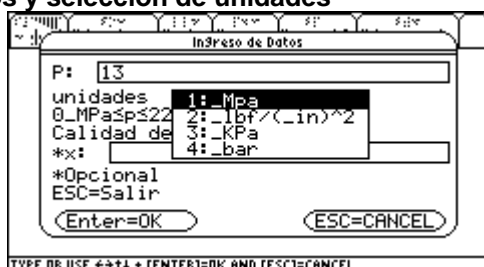 s y selección de unidades
Ingreso de Datos
P: 13
unidades
1:_Mpa
0_MPa≤p≤22
2:_lbf/(_in)^2
Calidad de
3:_KPa
*x:
4:_bar
*Opcional
ESC=Salir
Enter=OK
ESC=CANCEL
TYPE OR USE ←→↑↓ + [ENTER]=OK AND [ESC]=CANCEL